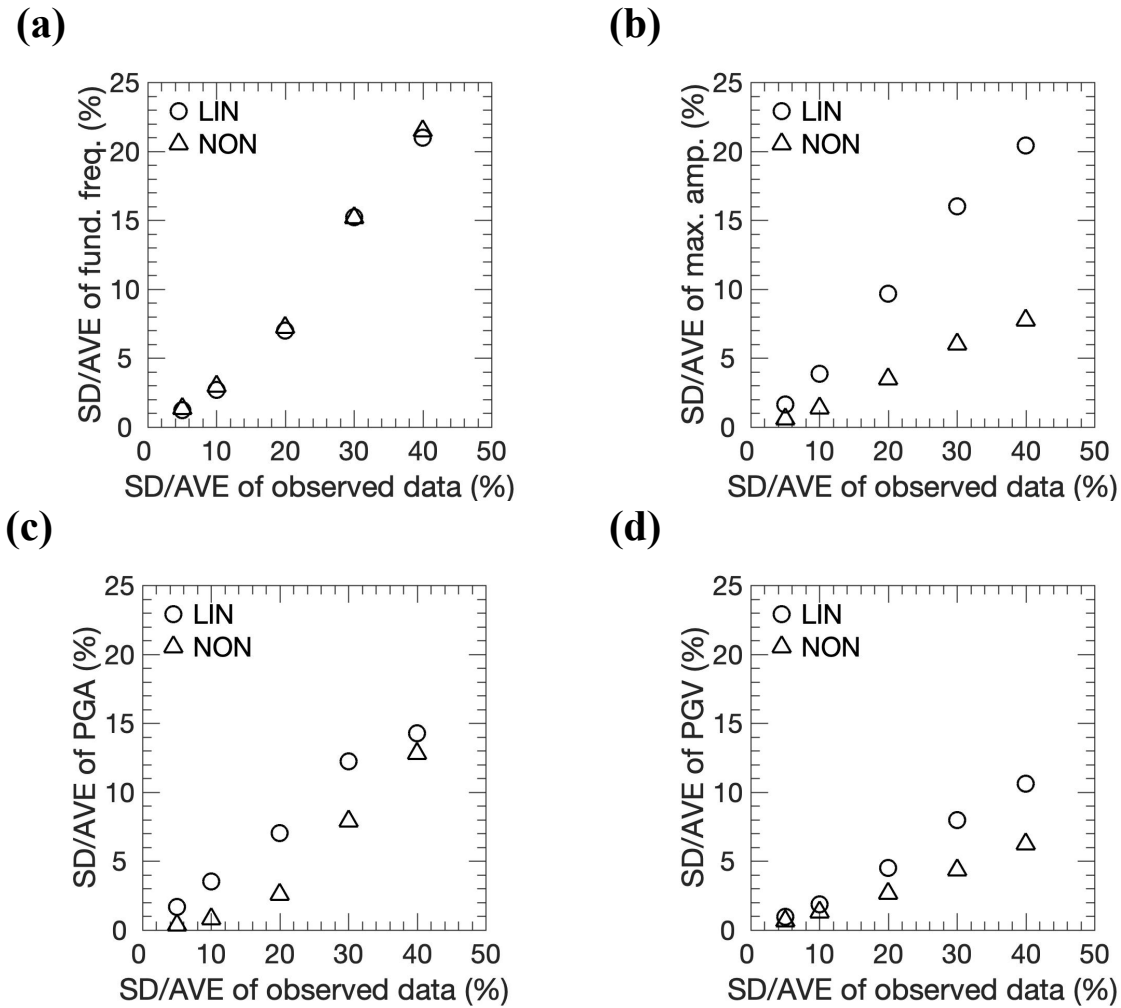 (a)
SD/AVE of fund. freq. (%)
25
20
15
10
5
0
LIN
NON
0 10 20 30 40 50
SD/AVE of observed data (%)
(b)
SD/AVE of max. amp. (%)
25
20
15
10
5
0
LIN
NON
0 10 20 30 40 50
SD/AVE of observed data (%)
(c)
SD/AVE of PGA (%)
25
20
15
10
5
0
LIN
NON
0 10 20 30 40 50
SD/AVE of observed data (%)
(d)
SD/AVE of PGV (%)
25
20
15
10
5
0
LIN
NON
0 10 20 30 40 50
SD/AVE of observed data (%)